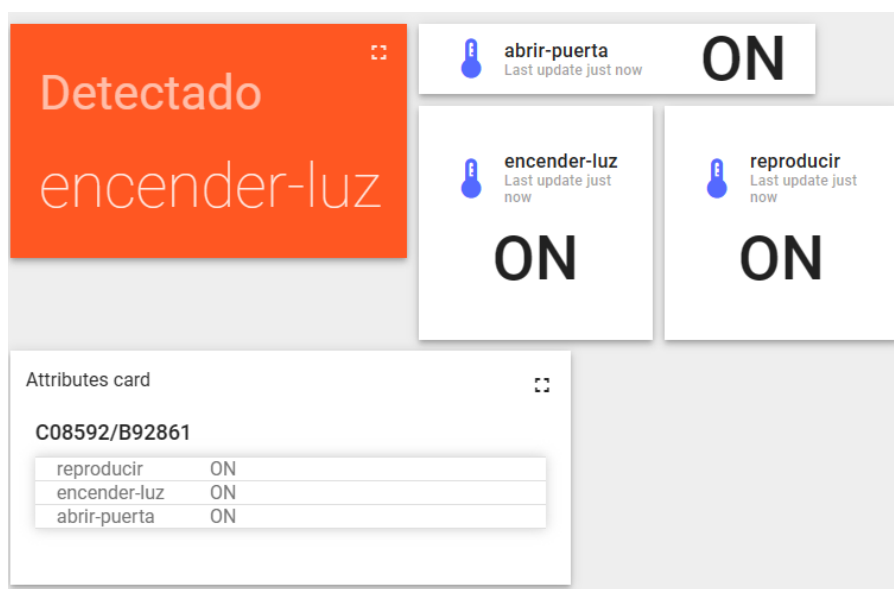 Detectado
encender-luz
abrir-puerta
Last update just now
ON
encender-luz
Last update just
now
ON
reproducir
Last update just
now
ON
Attributes card
C08592/B92861
reproducir ON
encender-luz ON
abrir-puerta ON